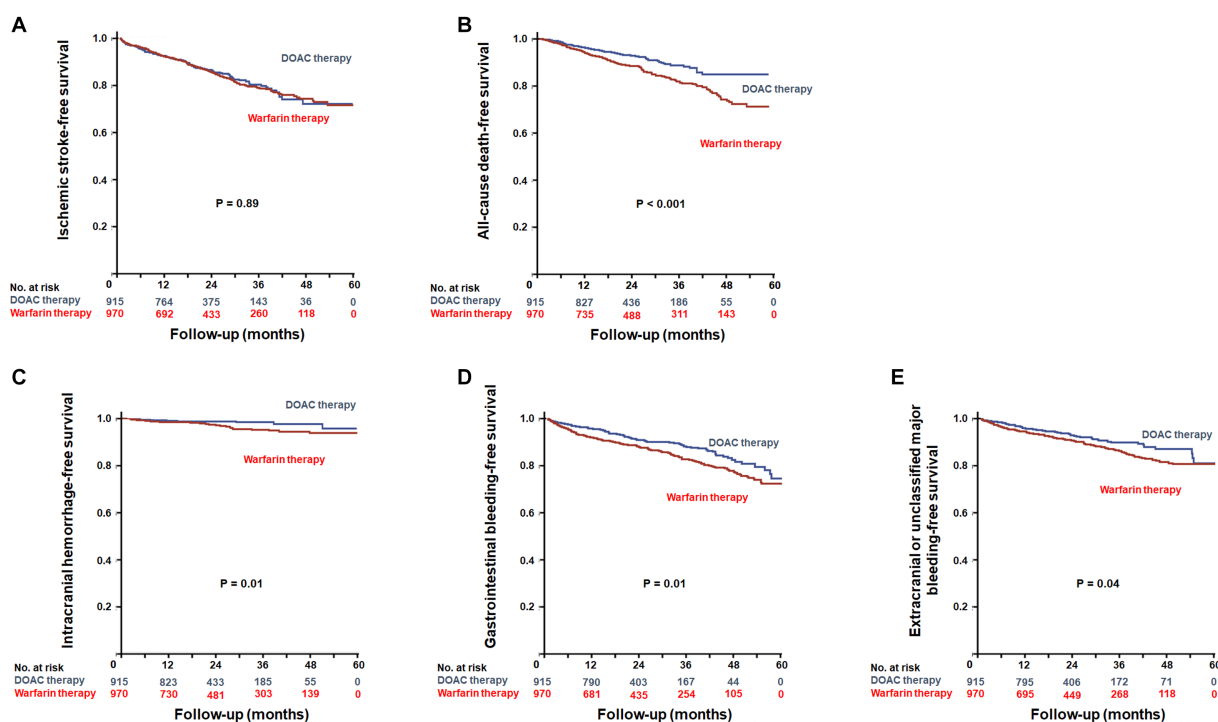 A
Ischemic stroke-free survival
1.0
0.8
0.6
0.4
0.2
DOAC therapy
Warfarin therapy
P = 0.89
0 12 24 36 48 60
No. at risk
DOAC therapy 915 764 375 143 36 0
Warfarin therapy 970 692 433 260 118 0
Follow-up (months)
B
All-cause death-free survival
1.0
0.8
0.6
0.4
0.2
DOAC therapy
Warfarin therapy
P < 0.001
0 12 24 36 48 60
No. at risk
DOAC therapy 915 827 436 186 55 0
Warfarin therapy 970 735 488 311 143 0
Follow-up (months)
C
Intracranial hemorrhage-free survival
1.0
0.8
0.6
0.4
0.2
DOAC therapy
Warfarin therapy
P = 0.01
0 12 24 36 48 60
No. at risk
DOAC therapy 915 823 433 185 55 0
Warfarin therapy 970 730 481 303 139 0
Follow-up (months)
D
Gastrointestinal bleeding-free survival
1.0
0.8
0.6
0.4
0.2
DOAC therapy
Warfarin therapy
P = 0.01
0 12 24 36 48 60
No. at risk
DOAC therapy 915 790 403 167 44 0
Warfarin therapy 970 681 435 254 105 0
Follow-up (months)
E
Extracranial or unclassified major
bleeding-free survival
1.0
0.8
0.6
0.4
0.2
DOAC therapy
Warfarin therapy
P = 0.04
0 12 24 36 48 60
No. at risk
DOAC therapy 915 795 406 172 71 0
Warfarin therapy 970 695 449 268 118 0
Follow-up (months)